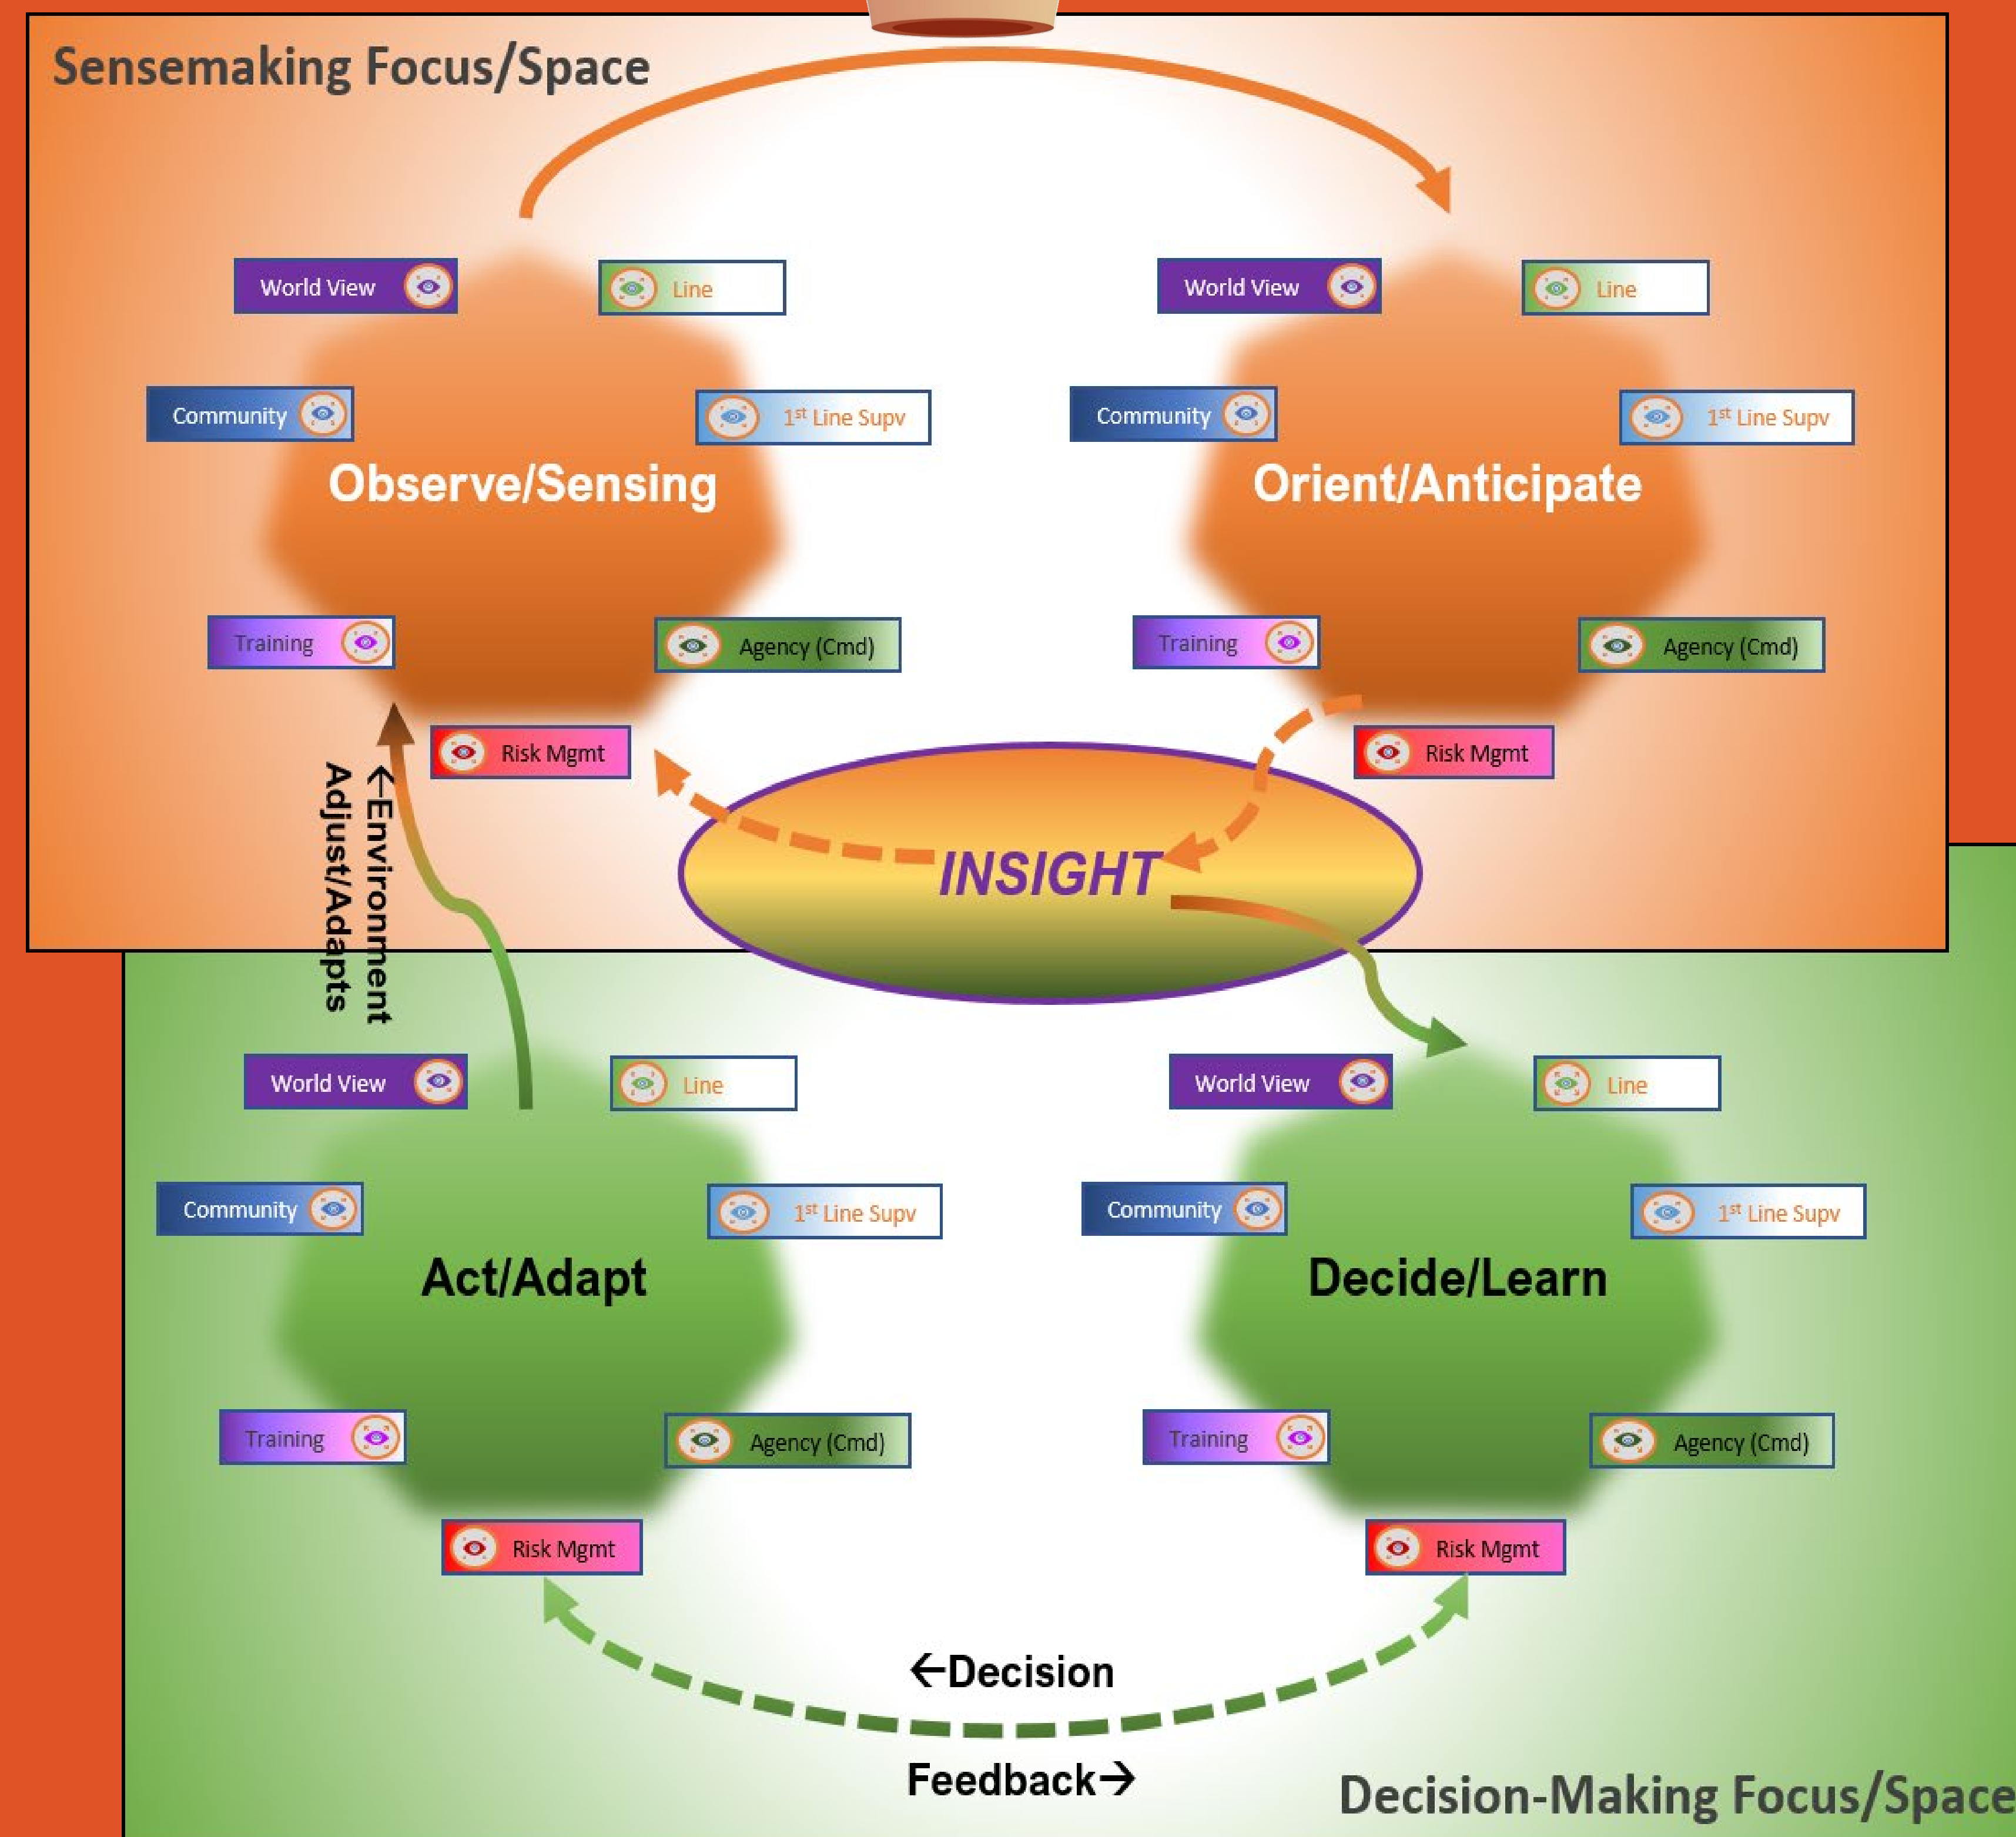 Sensemaking Focus/Space
World View
Line
World View
Line
Community
1st Line Supv
Community
1st Line Supv
Observe/Sensing
Orient/Anticipate
Training
Agency (Cmd)
Training
Agency (Cmd)
Risk Mgmt
Risk Mgmt
←Environment
Adjust/Adapts
INSIGHT
World View
Line
World View
Line
Community
1st Line Supv
Community
1st Line Supv
Act/Adapt
Decide/Learn
Training
Agency (Cmd)
Training
Agency (Cmd)
Risk Mgmt
Risk Mgmt
←Decision
Feedback→
Decision-Making Focus/Space